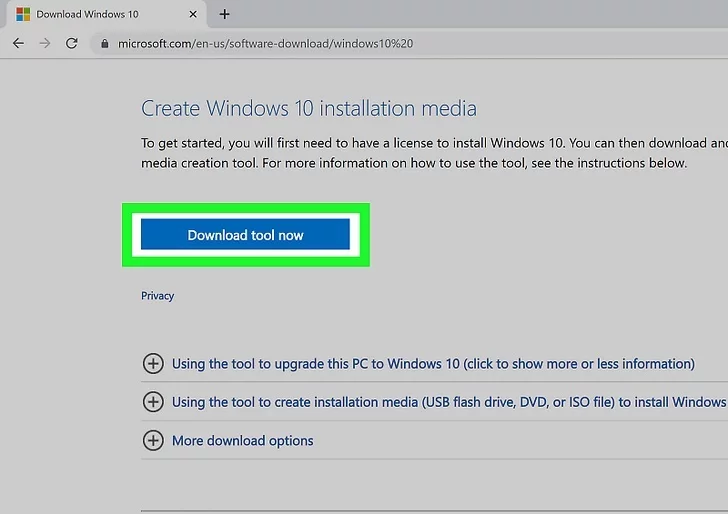 Download Windows 10
microsoft.com/en-us/software-download/windows10%20
Create Windows 10 installation media
To get started, you will first need to have a license to install Windows 10. You can then download and
media creation tool. For more information on how to use the tool, see the instructions below.
Download tool now
Privacy
Using the tool to upgrade this PC to Windows 10 (click to show more or less information)
Using the tool to create installation media (USB flash drive, DVD, or ISO file) to install Windows
More download options